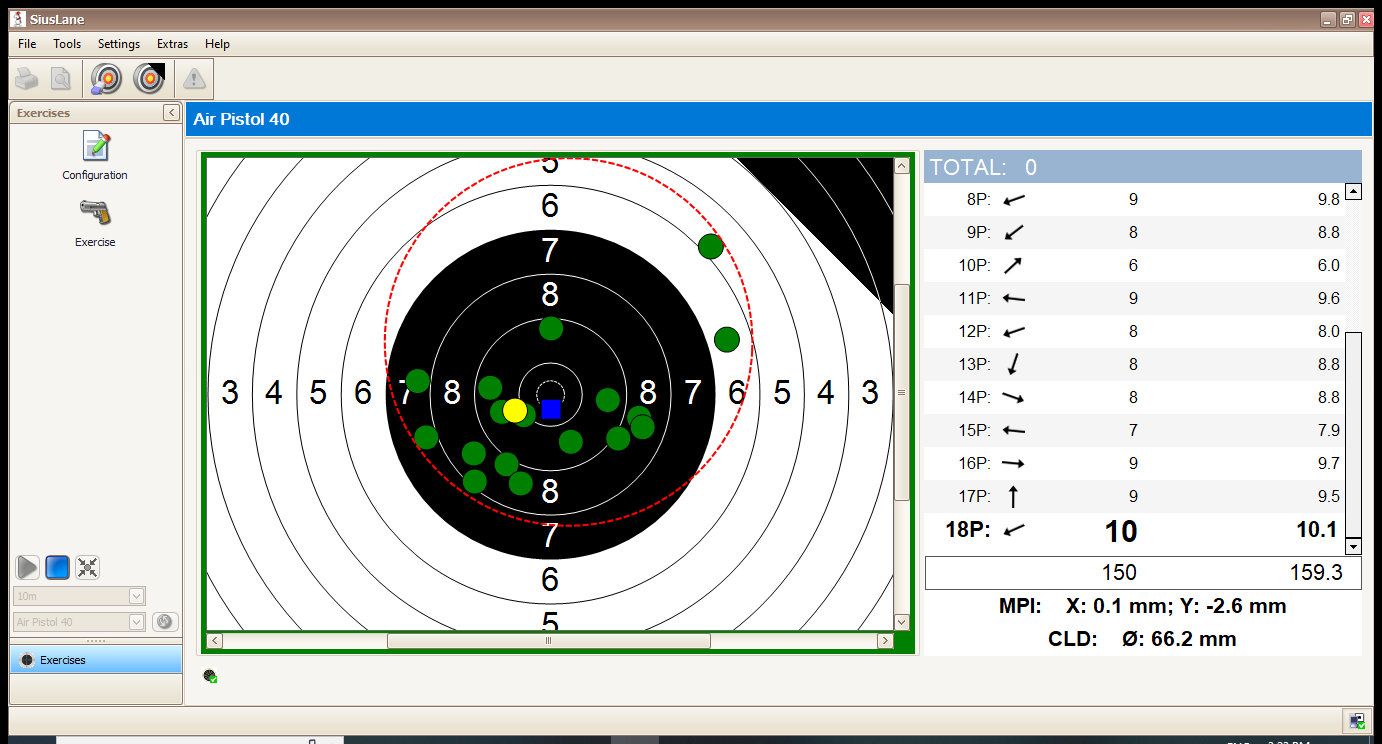 SiusLane
File Tools Settings Extras Help
Exercises
Configuration
Exercise
10m
Air Pistol 40
Exercises
Air Pistol 40
5
6
7
8
3 4 5 6 7 8 8 7 6 5 4 3
8
7
6
5
TOTAL: 0
8P: 9 9.8
9P: 8 8.8
10P: 6 6.0
11P: 9 9.6
12P: 8 8.0
13P: 8 8.8
14P: 8 8.8
15P: 7 7.9
16P: 9 9.7
17P: 9 9.5
18P: 10 10.1
150 159.3
MPI: X: 0.1 mm; Y: -2.6 mm
CLD: Ø: 66.2 mm